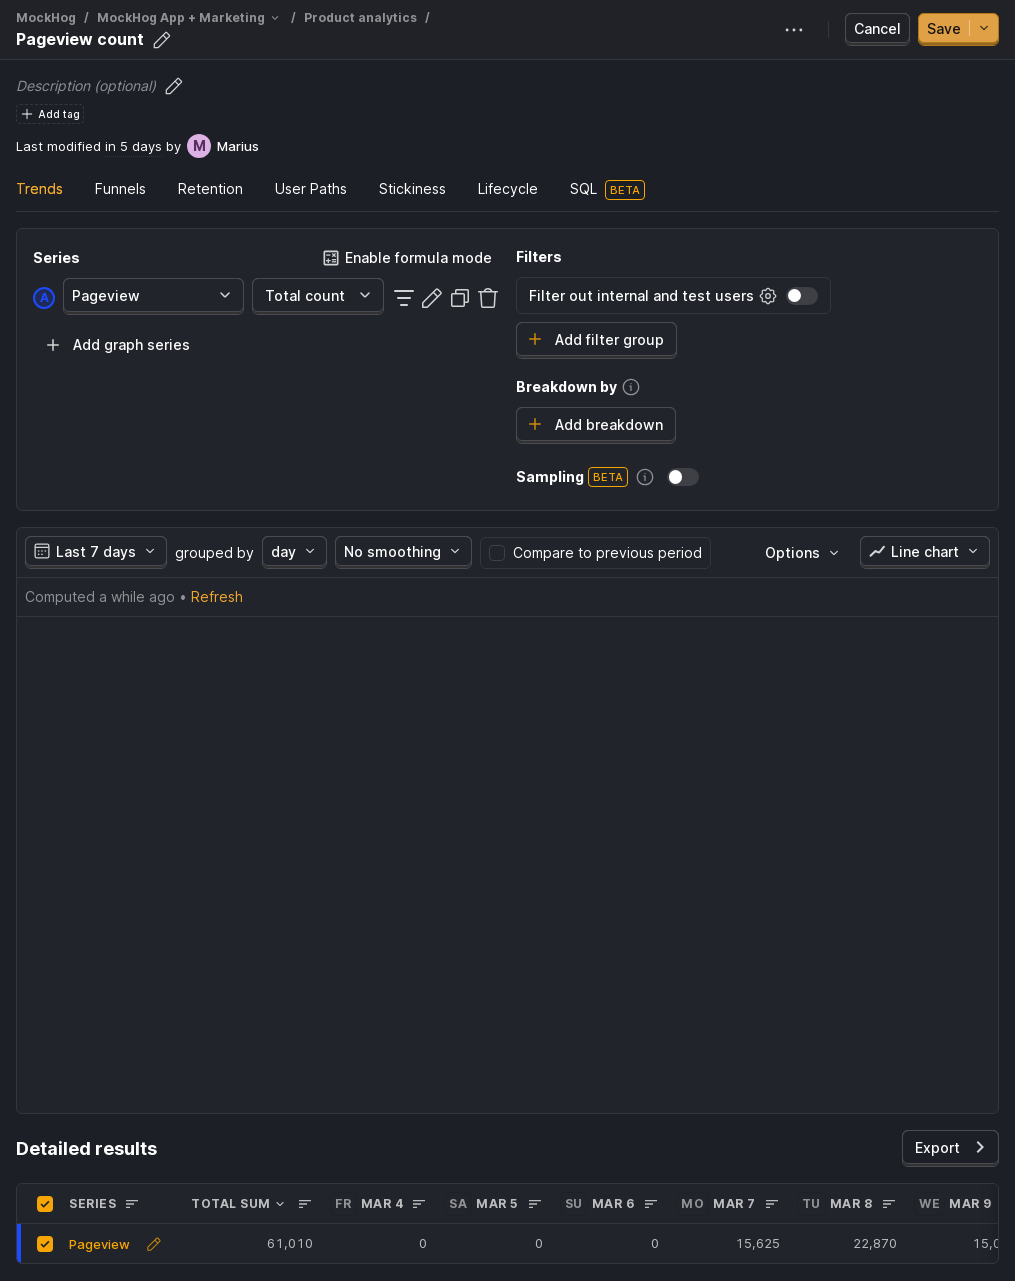 MockHog / MockHog App + Marketing / Product analytics /
Pageview count
Cancel
Save
Description (optional)
Add tag
Last modified in 5 days by M Marius
Trends Funnels Retention User Paths Stickiness Lifecycle SQL BETA
Series
Enable formula mode
A Pageview Total count
Add graph series
Filters
Filter out internal and test users
Add filter group
Breakdown by
Add breakdown
Sampling BETA
Last 7 days grouped by day No smoothing Compare to previous period Options Line chart
Computed a while ago • Refresh
Detailed results
Export
SERIES TOTAL SUM FR MAR 4 SA MAR 5 SU MAR 6 MO MAR 7 TU MAR 8 WE MAR 9
Pageview 61,010 0 0 0 15,625 22,870